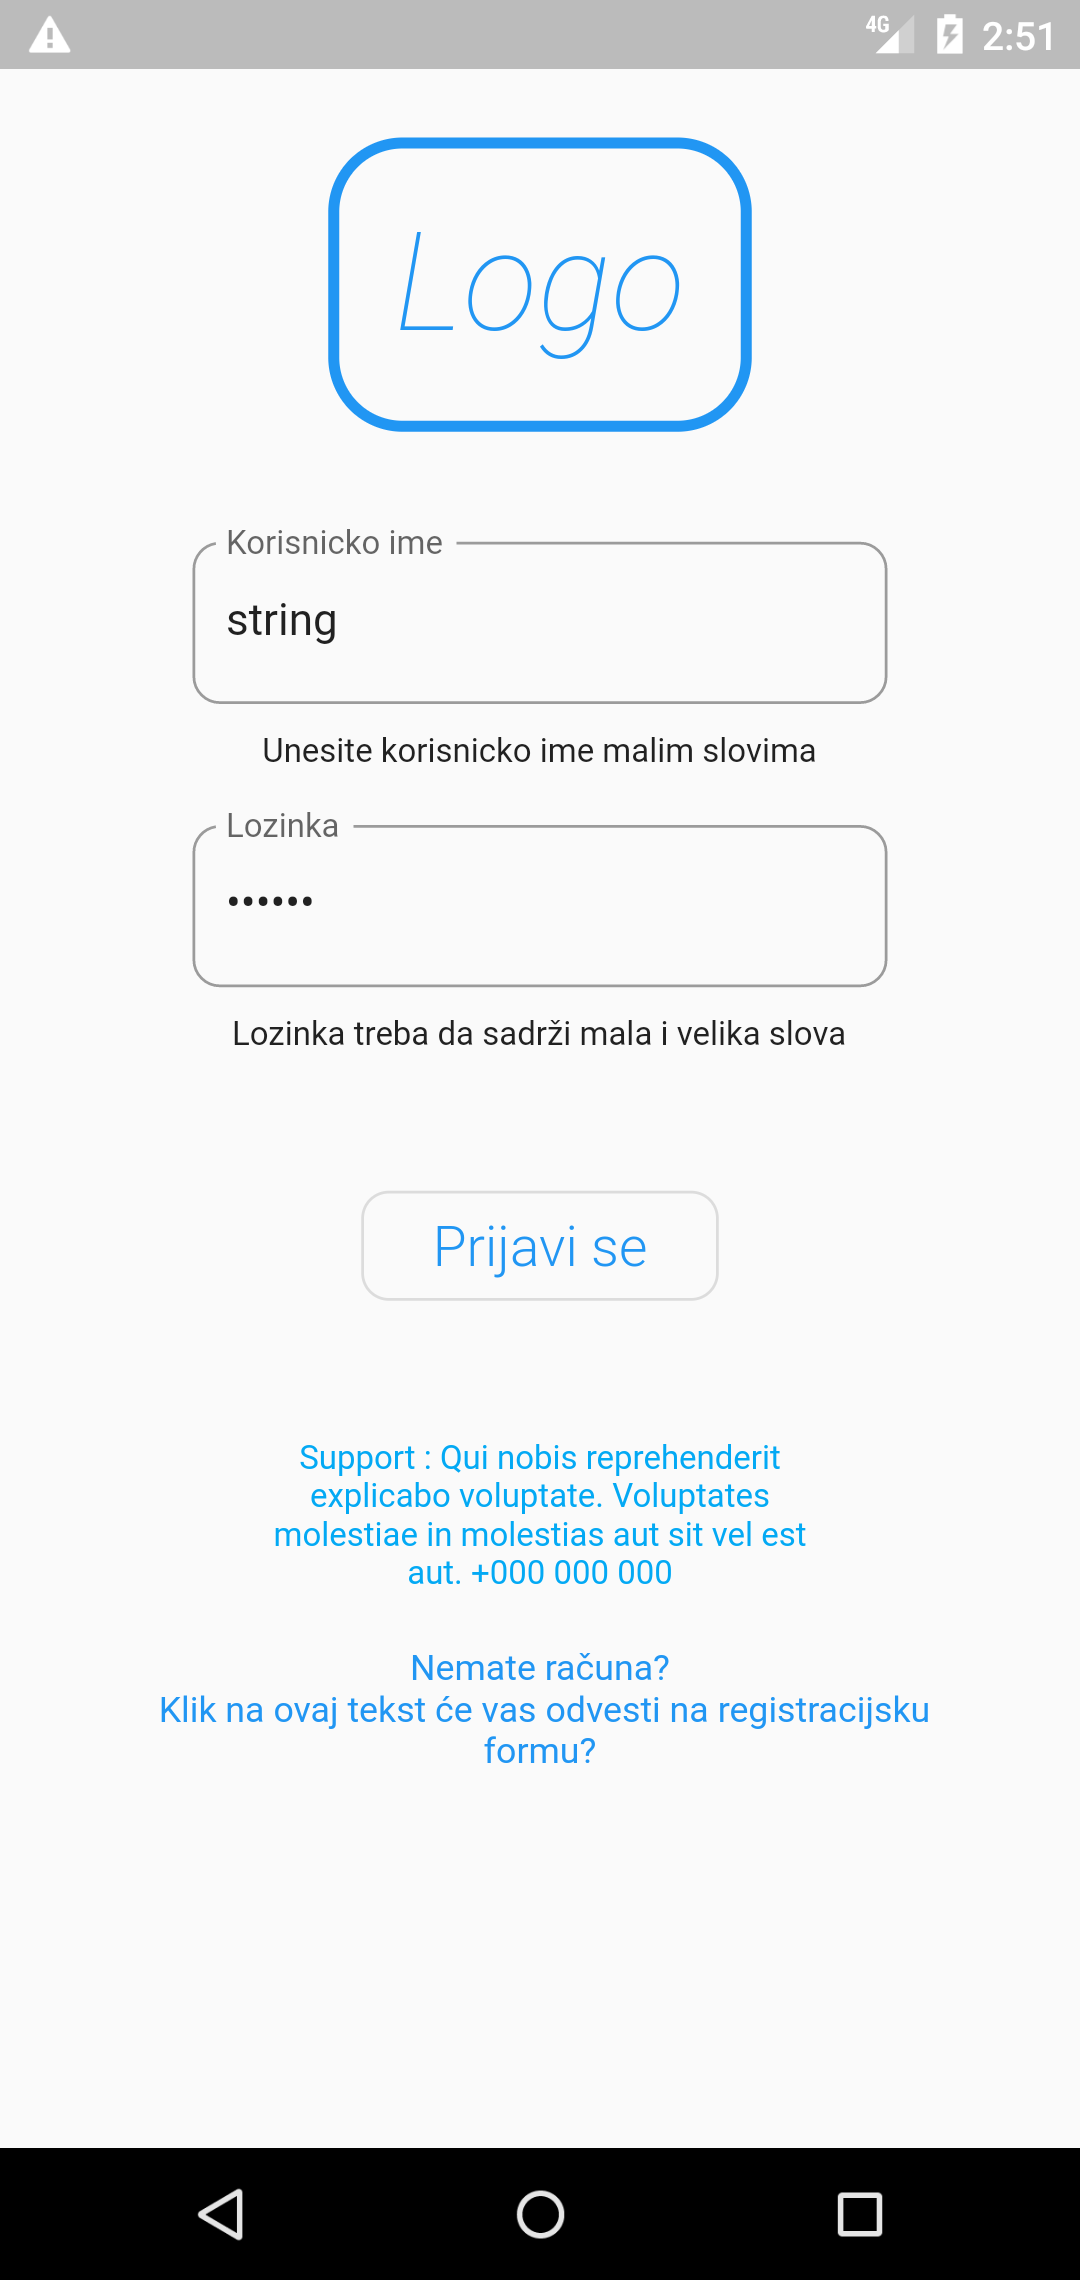 4G 2:51
Logo
Korisnicko ime
string
Unesite korisnicko ime malim slovima
Lozinka
••••••
Lozinka treba da sadrži mala i velika slova
Prijavi se
Support : Qui nobis reprehenderit
explicabo voluptate. Voluptates
molestiae in molestias aut sit vel est
aut. +000 000 000
Nemate računa?
Klik na ovaj tekst će vas odvesti na registracijsku
formu?